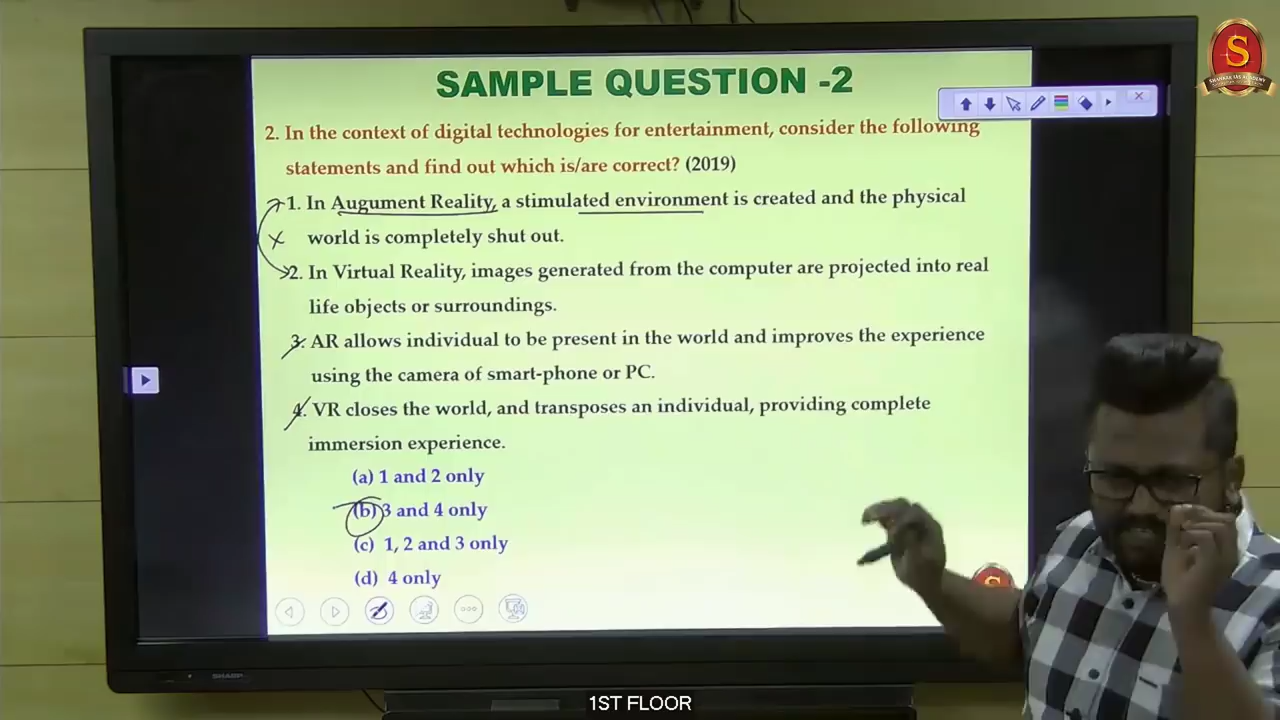 SAMPLE QUESTION -2
2. In the context of digital technologies for entertainment, consider the following
statements and find out which is/are correct? (2019)
1. In Augument Reality, a stimulated environment is created and the physical
world is completely shut out.
2. In Virtual Reality, images generated from the computer are projected into real
life objects or surroundings.
3. AR allows individual to be present in the world and improves the experience
using the camera of smart-phone or PC.
4. VR closes the world, and transposes an individual, providing complete
immersion experience.
(a) 1 and 2 only
(b) 3 and 4 only
(c) 1, 2 and 3 only
(d) 4 only
SHARP
1ST FLOOR
S
SHANKAR IAS ACADEMY
S